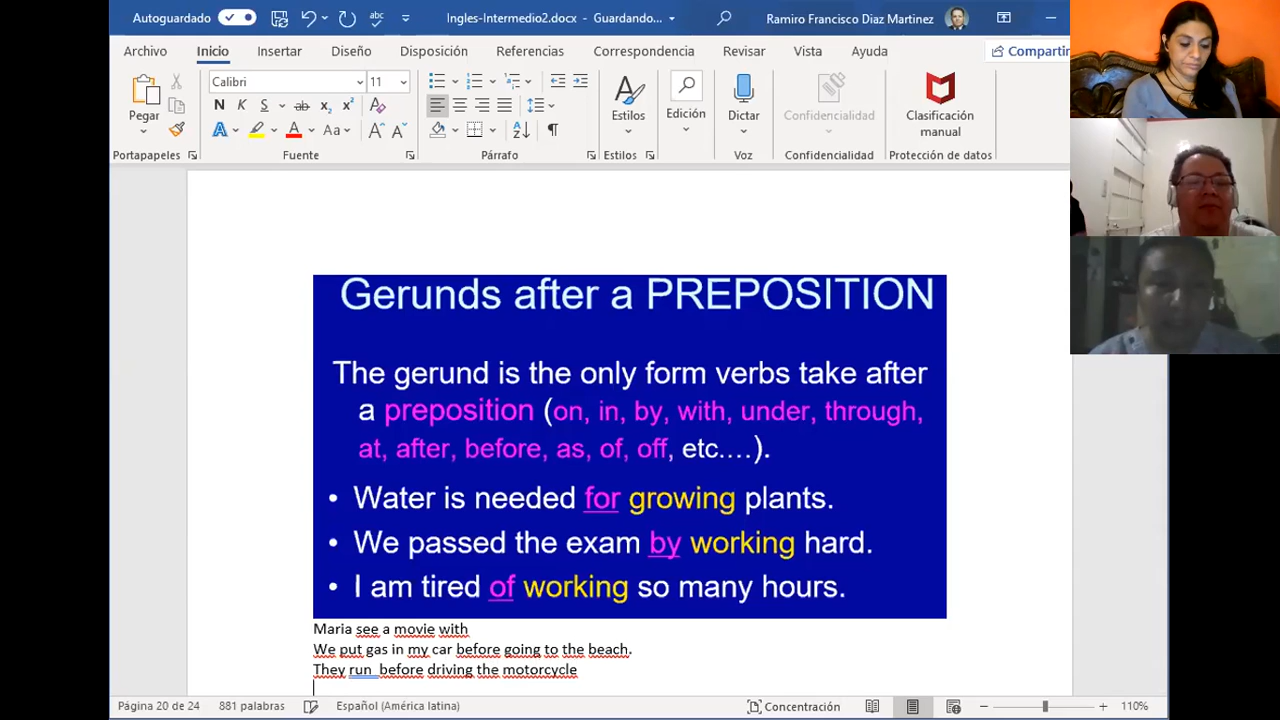 Autoguardado
abc
Ingles-Intermedio2.docx - Guardando...
Ramiro Francisco Diaz Martinez
Archivo Inicio Insertar Diseño Disposición Referencias Correspondencia Revisar Vista Ayuda Compartir
Calibri 11
N K S ab x₂ x²
A A Aa A A
Pegar
Estilos
Edición
Dictar
Confidencialidad
Clasificación
manual
Portapapeles Fuente Párrafo Estilos Voz Confidencialidad Protección de datos
Gerunds after a PREPOSITION
The gerund is the only form verbs take after
a preposition (on, in, by, with, under, through,
at, after, before, as, of, off, etc.…).
• Water is needed for growing plants.
• We passed the exam by working hard.
• I am tired of working so many hours.
Maria see a movie with
We put gas in my car before going to the beach.
They run  before driving the motorcycle
Página 20 de 24 881 palabras Español (América latina) Concentración 110%